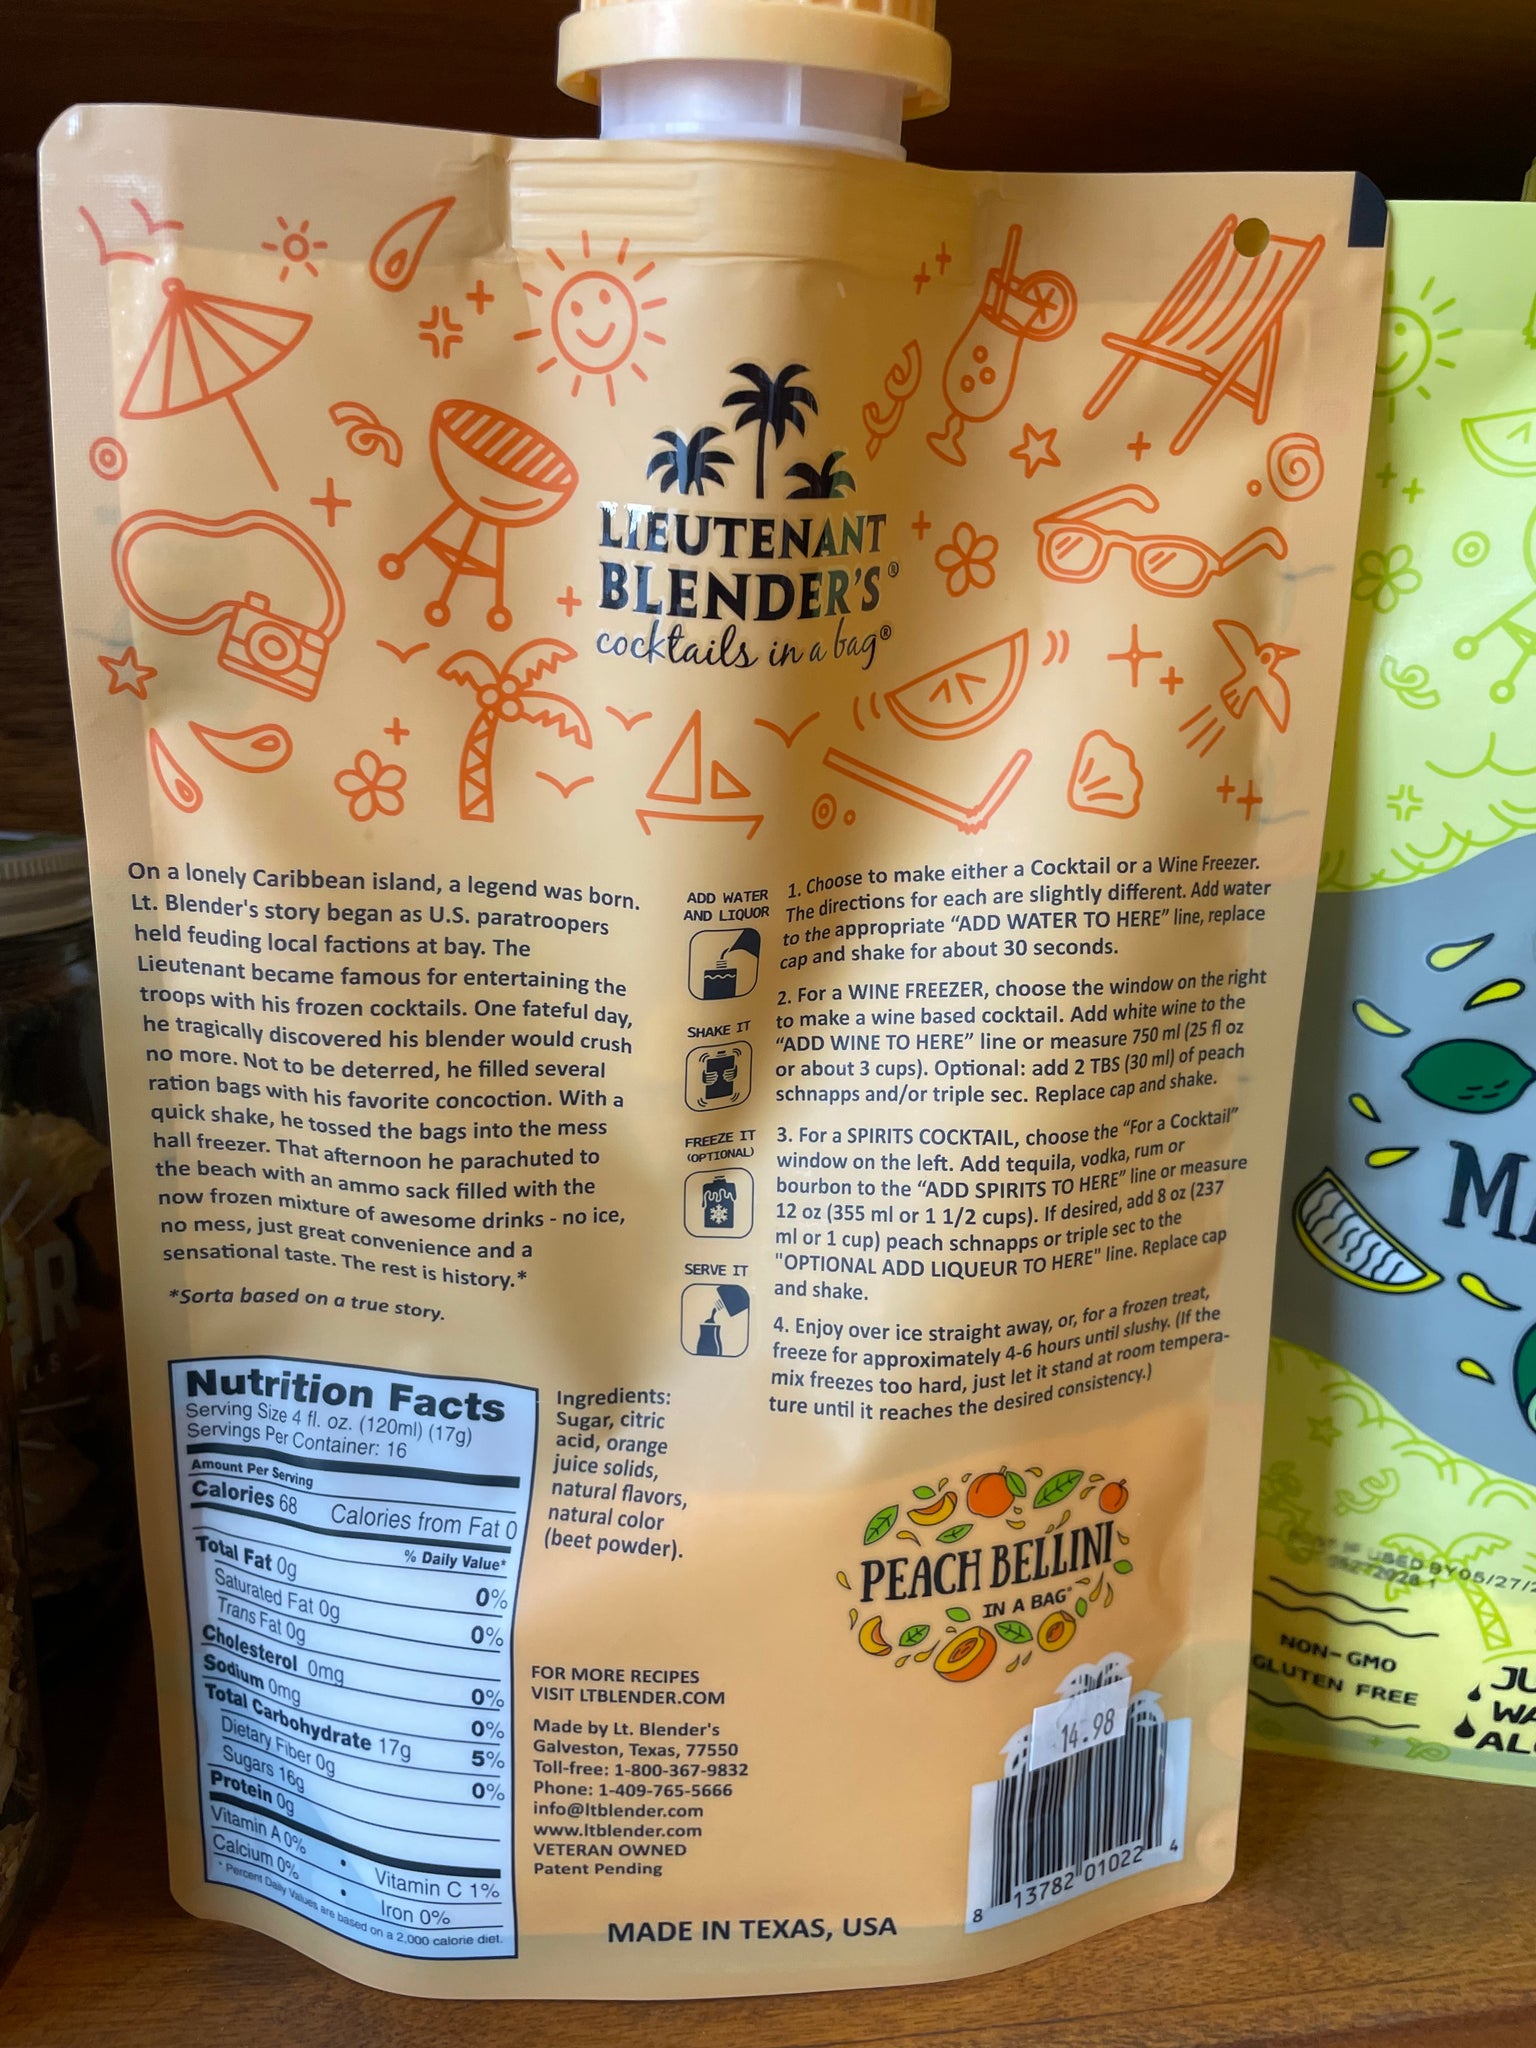 LIEUTENANT
BLENDER'S®
cocktails in a bag®
On a lonely Caribbean island, a legend was born.
Lt. Blender's story began as U.S. paratroopers
held feuding local factions at bay. The
Lieutenant became famous for entertaining the
troops with his frozen cocktails. One fateful day,
he tragically discovered his blender would crush
no more. Not to be deterred, he filled several
ration bags with his favorite concoction. With a
quick shake, he tossed the bags into the mess
hall freezer. That afternoon he parachuted to
the beach with an ammo sack filled with the
now frozen mixture of awesome drinks - no ice,
no mess, just great convenience and a
sensational taste. The rest is history.*
*Sorta based on a true story.
ADD WATER
AND LIQUOR
SHAKE IT
FREEZE IT
(OPTIONAL)
SERVE IT
1. Choose to make either a Cocktail or a Wine Freezer.
The directions for each are slightly different. Add water
to the appropriate “ADD WATER TO HERE” line, replace
cap and shake for about 30 seconds.
2. For a WINE FREEZER, choose the window on the right
to make a wine based cocktail. Add white wine to the
“ADD WINE TO HERE” line or measure 750 ml (25 fl oz
or about 3 cups). Optional: add 2 TBS (30 ml) of peach
schnapps and/or triple sec. Replace cap and shake.
3. For a SPIRITS COCKTAIL, choose the “For a Cocktail”
window on the left. Add tequila, vodka, rum or
bourbon to the “ADD SPIRITS TO HERE” line or measure
12 oz (355 ml or 1 1/2 cups). If desired, add 8 oz (237
ml or 1 cup) peach schnapps or triple sec to the
"OPTIONAL ADD LIQUEUR TO HERE" line. Replace cap
and shake.
4. Enjoy over ice straight away, or, for a frozen treat,
freeze for approximately 4-6 hours until slushy. (If the
mix freezes too hard, just let it stand at room tempera-
ture until it reaches the desired consistency.)
Nutrition Facts
Serving Size 4 fl. oz. (120ml) (17g)
Servings Per Container: 16
Amount Per Serving
Calories 68 Calories from Fat 0
% Daily Value*
Total Fat 0g 0%
Saturated Fat 0g 0%
Trans Fat 0g
Cholesterol 0mg 0%
Sodium 0mg 0%
Total Carbohydrate 17g 5%
Dietary Fiber 0g 0%
Sugars 16g
Protein 0g
Vitamin A 0% • Vitamin C 1%
Calcium 0% • Iron 0%
* Percent Daily Values are based on a 2,000 calorie diet.
Ingredients:
Sugar, citric
acid, orange
juice solids,
natural flavors,
natural color
(beet powder).
PEACH BELLINI
IN A BAG®
FOR MORE RECIPES
VISIT LTBLENDER.COM
Made by Lt. Blender's
Galveston, Texas, 77550
Toll-free: 1-800-367-9832
Phone: 1-409-765-5666
info@ltblender.com
www.ltblender.com
VETERAN OWNED
Patent Pending
14.98
8 13782 01022 4
MADE IN TEXAS, USA
IF USED BY05/27/2
NON-GMO
GLUTEN FREE